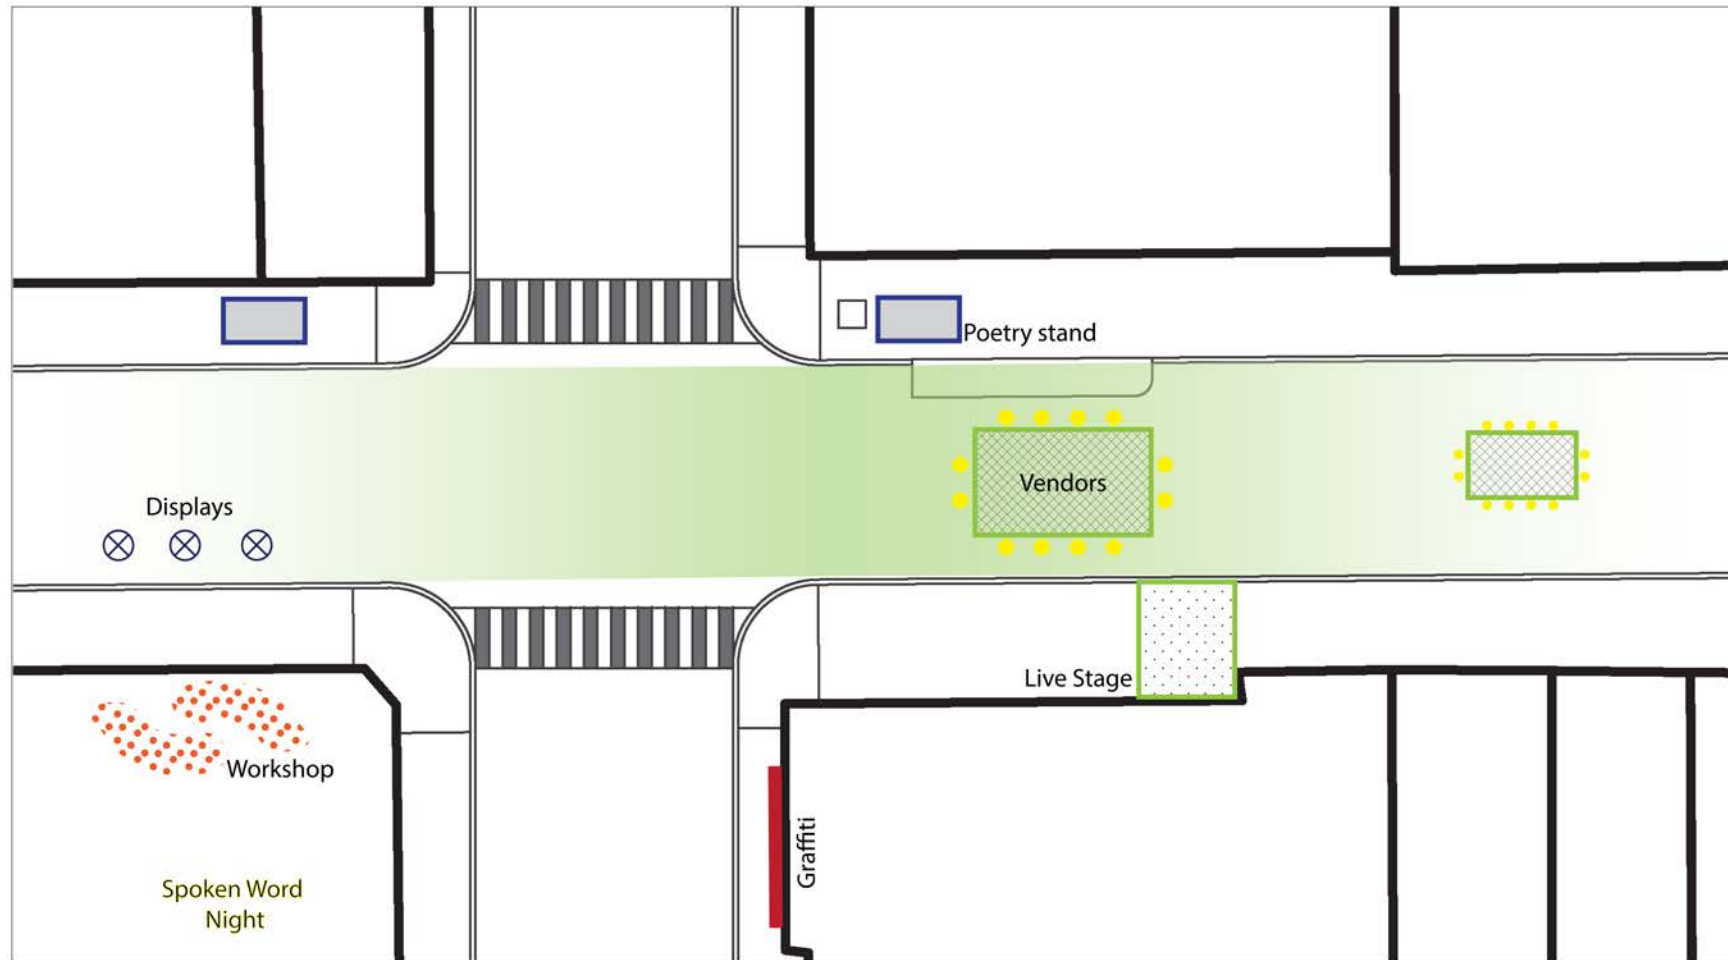 Poetry stand
Vendors
Displays
Live Stage
Workshop
Graffiti
Spoken Word
Night